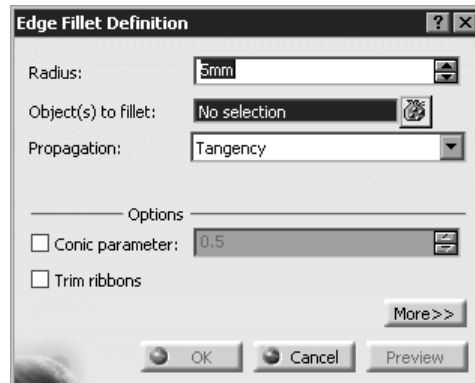 Edge Fillet Definition ? X
Radius: 5mm
Object(s) to fillet: No selection
Propagation: Tangency
Options
Conic parameter: 0.5
Trim ribbons
More>>
OK Cancel Preview